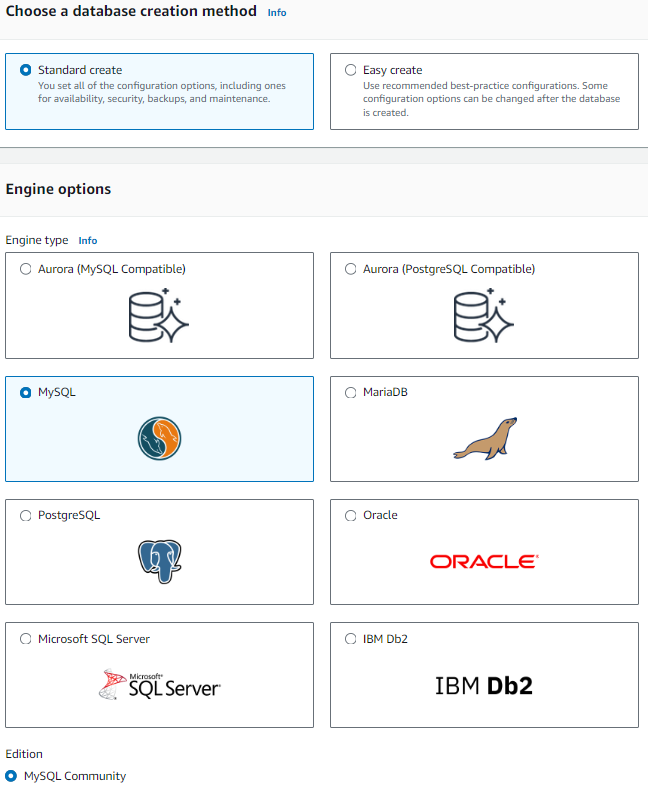 Choose a database creation method Info
Standard create
You set all of the configuration options, including ones
for availability, security, backups, and maintenance.
Easy create
Use recommended best-practice configurations. Some
configuration options can be changed after the database
is created.
Engine options
Engine type Info
Aurora (MySQL Compatible)
Aurora (PostgreSQL Compatible)
MySQL
MariaDB
PostgreSQL
Oracle
ORACLE
Microsoft SQL Server
Microsoft
SQL Server
IBM Db2
IBM Db2
Edition
MySQL Community